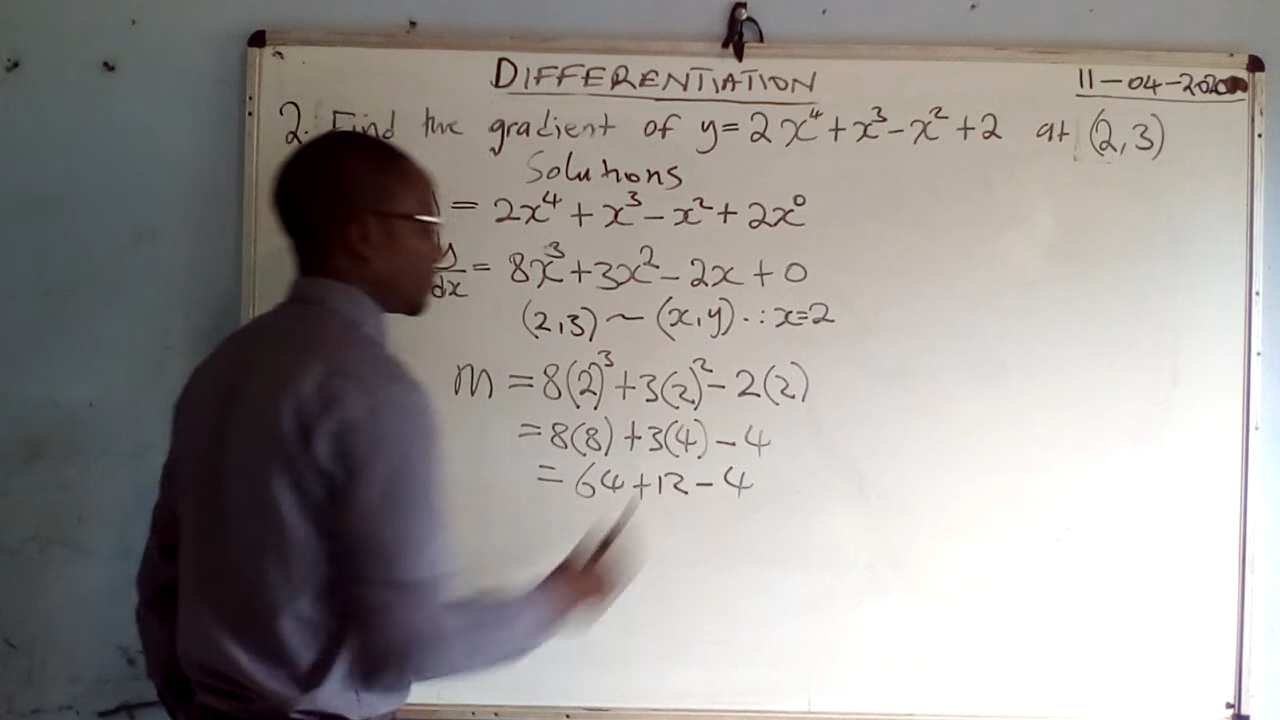 DIFFERENTIATION
11-04-2020
2. Find the gradient of y=2x⁴+x³-x²+2 at (2,3)
Solutions
= 2x⁴+x³-x²+2x⁰
dx = 8x³+3x²-2x+0
(2,3) ~ (x,y) ∴ x=2
m = 8(2)³+3(2)²-2(2)
= 8(8)+3(4)-4
= 64+12-4